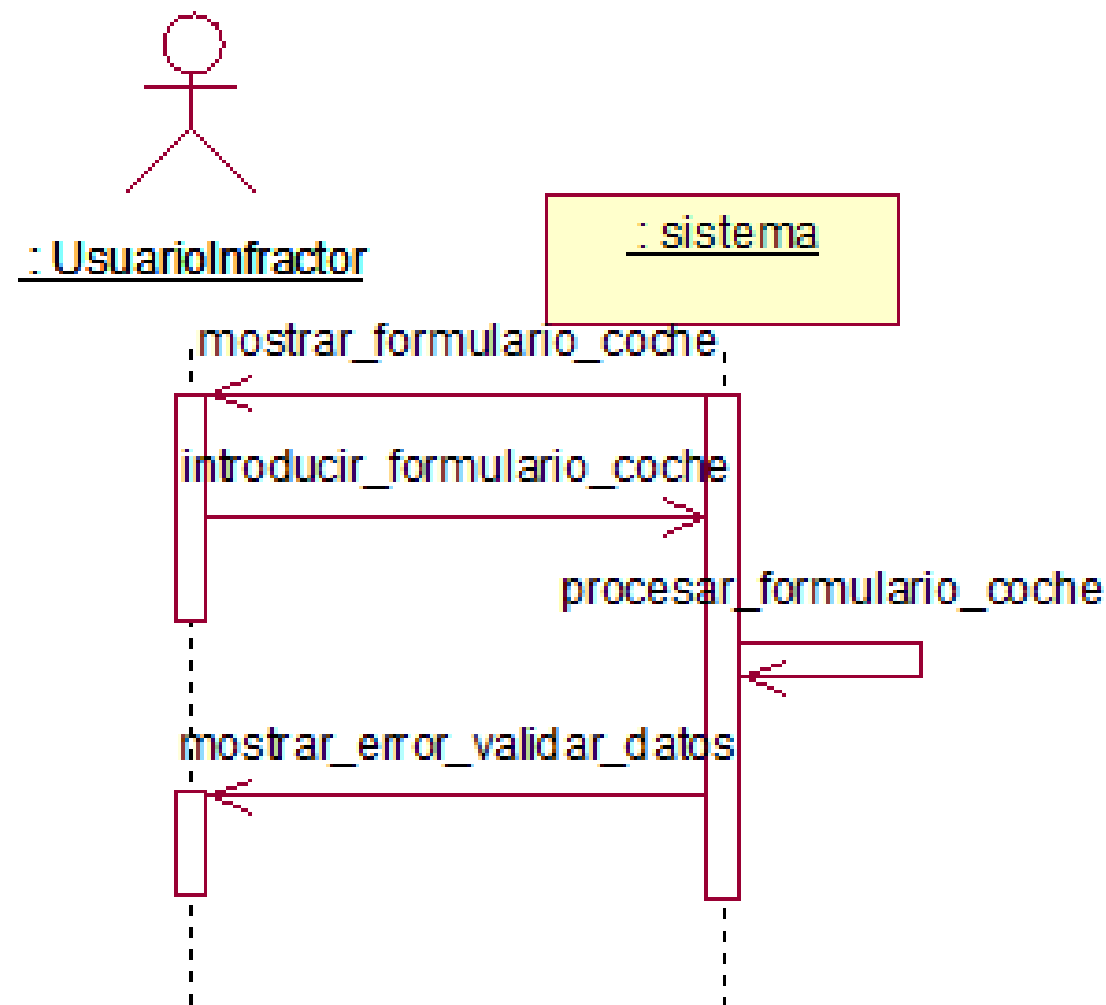 : UsuarioInfractor
: sistema
mostrar_formulario_coche
introducir_formulario_coche
procesar_formulario_coche
mostrar_error_validar_datos